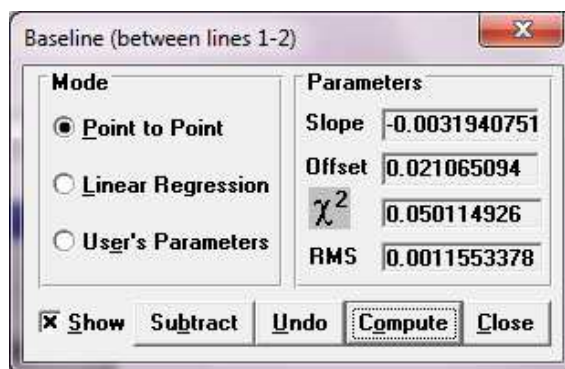 Baseline (between lines 1-2)
Mode
Point to Point
Linear Regression
User's Parameters
Parameters
Slope -0.0031940751
Offset 0.021065094
χ2 0.050114926
RMS 0.0011553378
Show Subtract Undo Compute Close